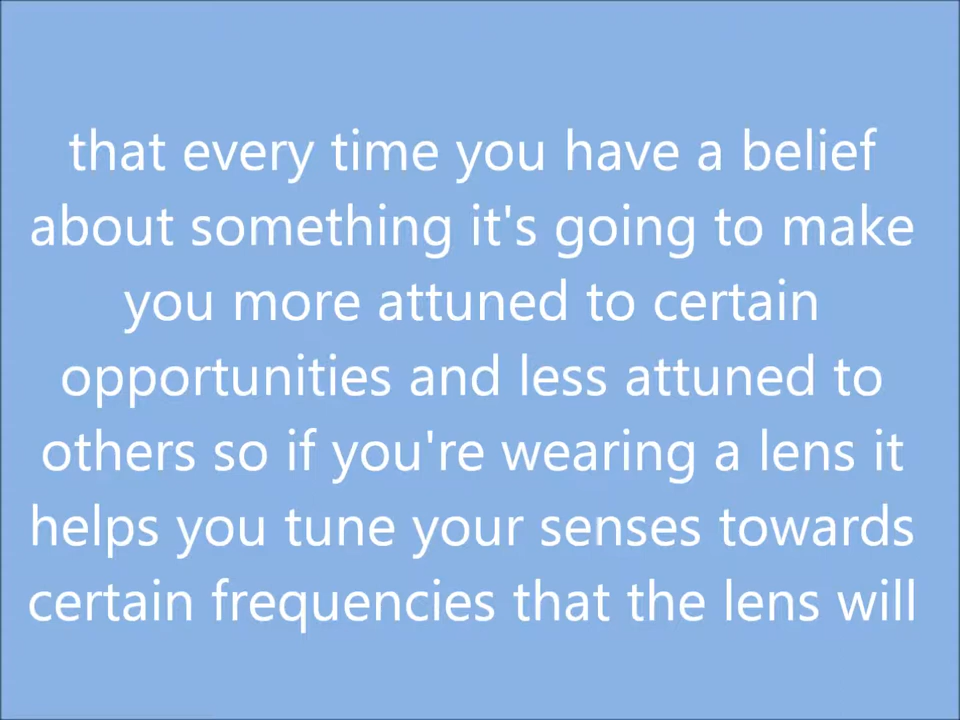 that every time you have a belief
about something it's going to make
you more attuned to certain
opportunities and less attuned to
others so if you're wearing a lens it
helps you tune your senses towards
certain frequencies that the lens will